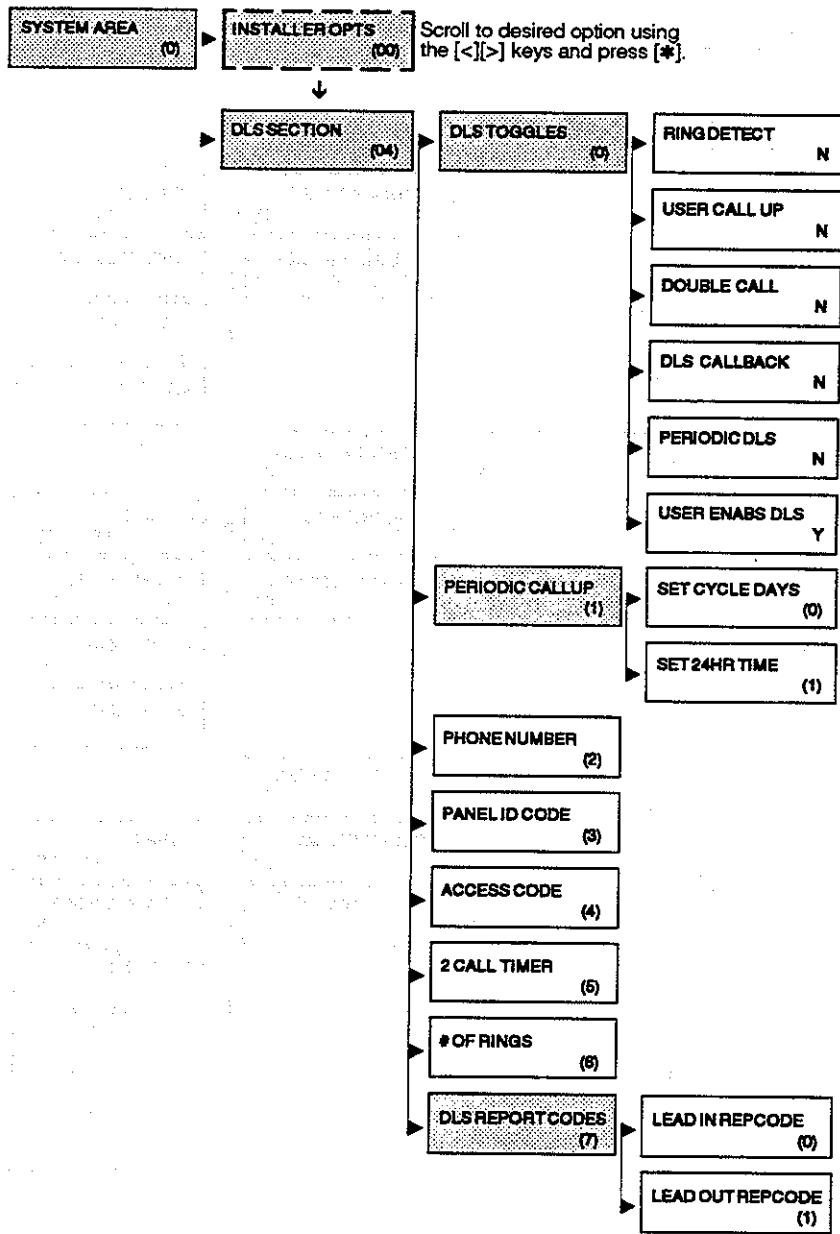 SYSTEM AREA
(0)
INSTALLER OPTS
(00)
Scroll to desired option using
the [<][>] keys and press [✱].
DLS SECTION
(04)
DLS TOGGLES
(0)
RING DETECT
N
USER CALL UP
N
DOUBLE CALL
N
DLS CALLBACK
N
PERIODIC DLS
N
USER ENABS DLS
Y
PERIODIC CALLUP
(1)
SET CYCLE DAYS
(0)
SET 24HR TIME
(1)
PHONE NUMBER
(2)
PANEL ID CODE
(3)
ACCESS CODE
(4)
2 CALL TIMER
(5)
# OF RINGS
(6)
DLS REPORT CODES
(7)
LEAD IN REPCODE
(0)
LEAD OUT REPCODE
(1)